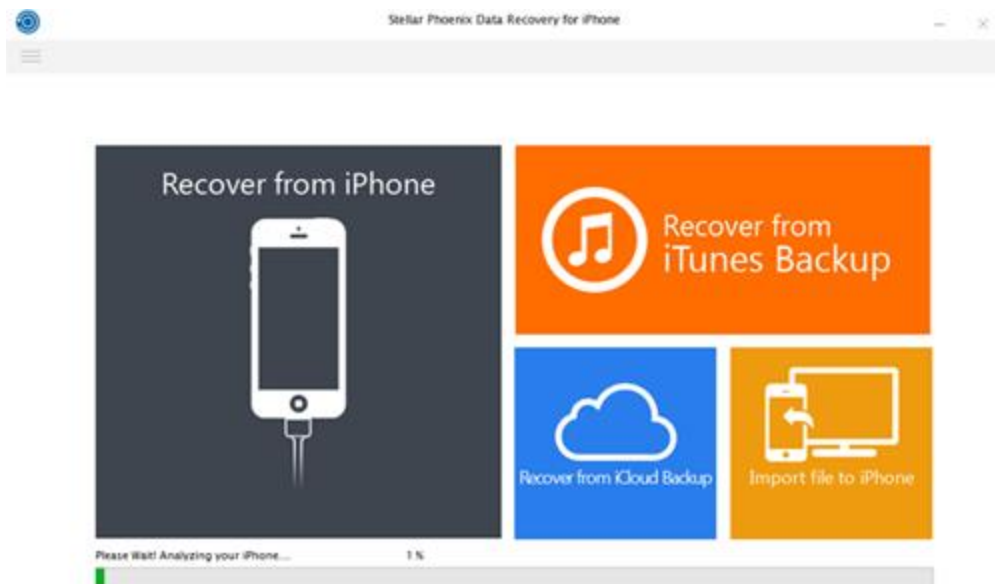 Stellar Phoenix Data Recovery for iPhone
Recover from iPhone
Recover from
iTunes Backup
Recover from iCloud Backup
Import file to iPhone
Please Wait! Analyzing your iPhone... 1 %